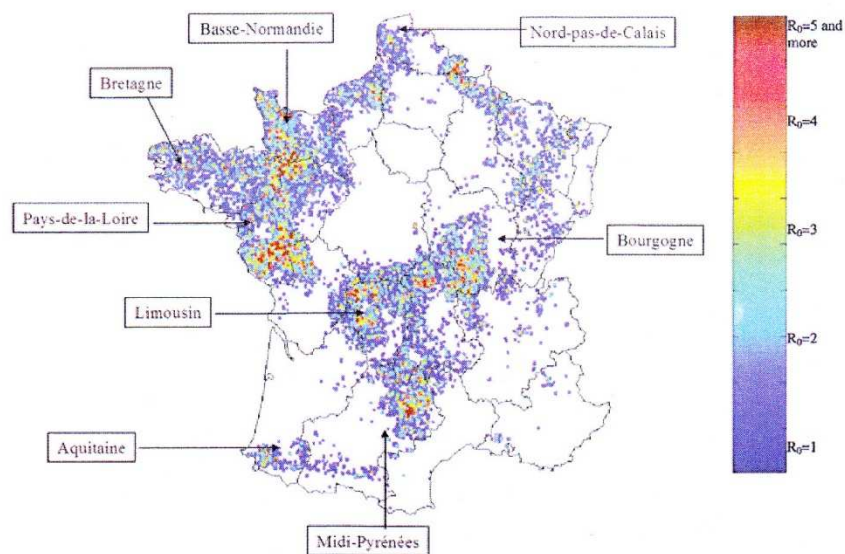 Basse-Normandie
Nord-pas-de-Calais
Bretagne
Pays-de-la-Loire
Bourgogne
Limousin
Aquitaine
Midi-Pyrénées
R₀=5 and
more
R₀=4
R₀=3
R₀=2
R₀=1